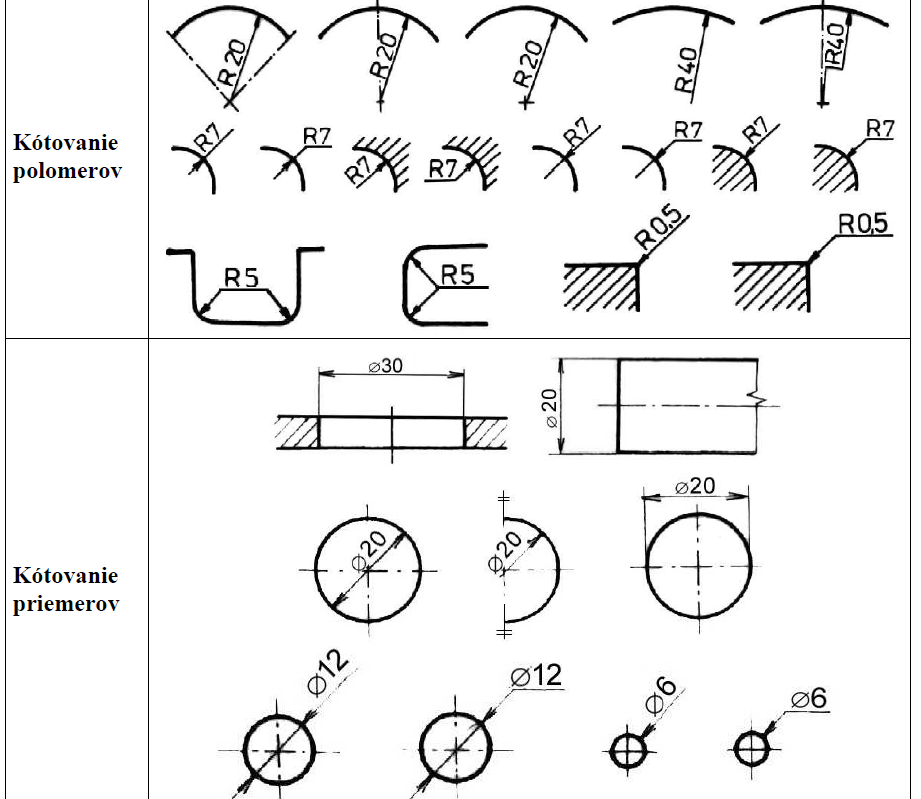 Kótovanie
polomerov
R20
R20
R20
R40
R40
R7
R7
R7
R7
R7
R7
R7
R7
R5
R5
R0,5
R0,5
Kótovanie
priemerov
⌀30
⌀20
⌀20
⌀20
⌀20
⌀12
⌀12
⌀6
⌀6